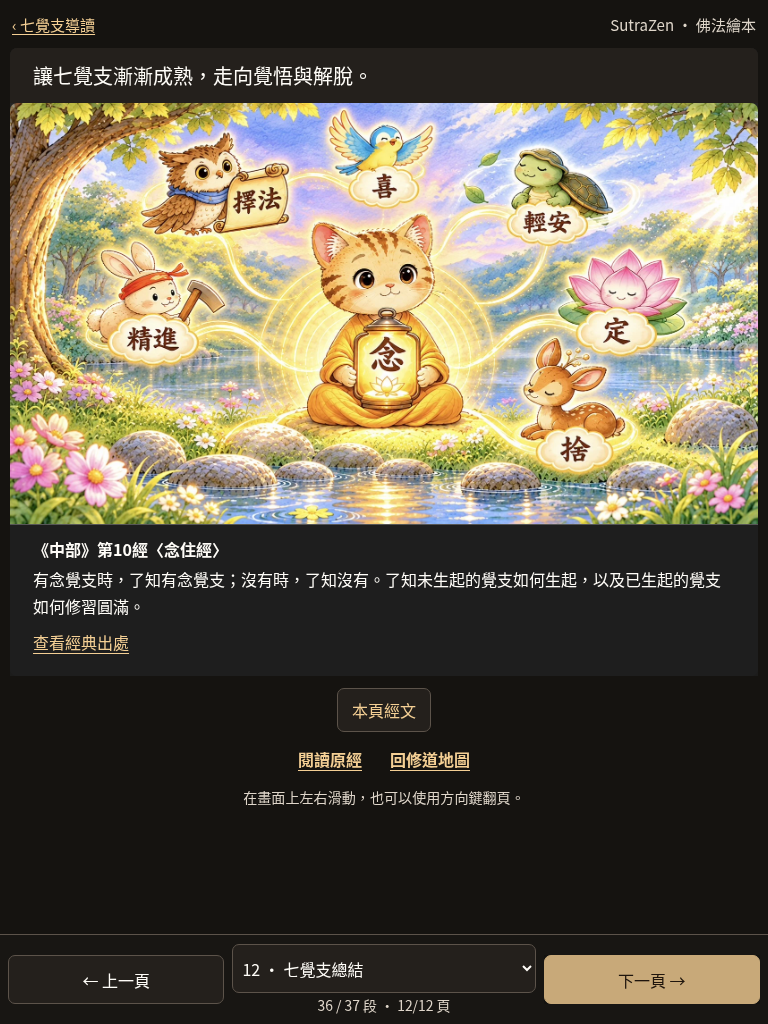 ‹ 七覺支導讀
SutraZen · 佛法繪本
讓七覺支漸漸成熟，走向覺悟與解脫。
擇法
喜
輕安
精進
念
定
捨
《中部》第10經〈念住經〉
有念覺支時，了知有念覺支；沒有時，了知沒有。了知未生起的覺支如何生起，以及已生起的覺支
如何修習圓滿。
查看經典出處
本頁經文
閱讀原經
回修道地圖
在畫面上左右滑動，也可以使用方向鍵翻頁。
← 上一頁
12 · 七覺支總結
下一頁 →
36 / 37 段 · 12/12 頁